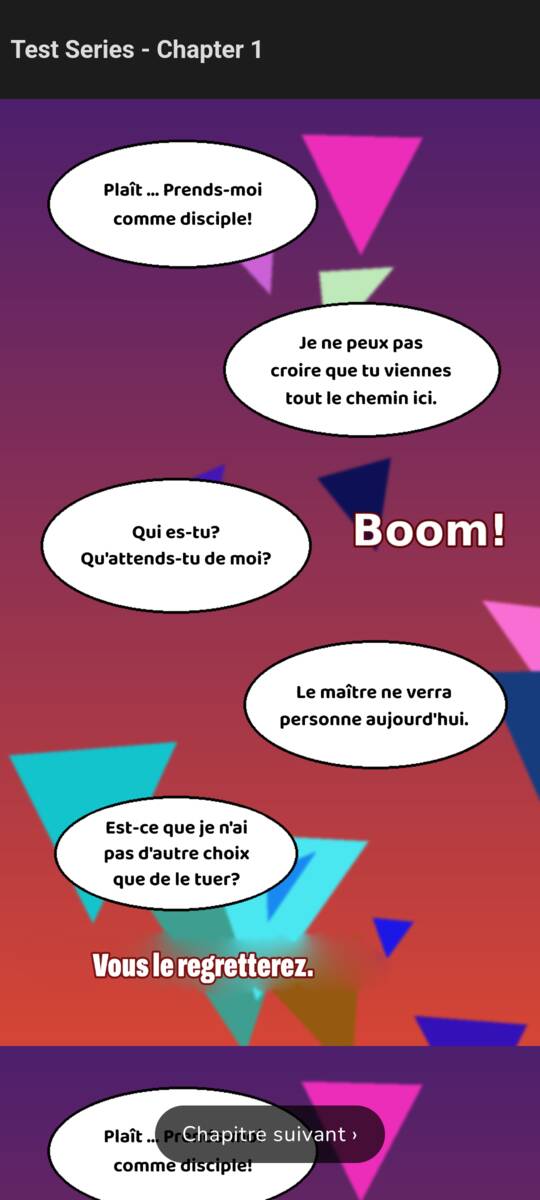 Test Series - Chapter 1
Plaît ... Prends-moi
comme disciple!
Je ne peux pas
croire que tu viennes
tout le chemin ici.
Qui es-tu?
Qu'attends-tu de moi?
Boom!
Le maître ne verra
personne aujourd'hui.
Est-ce que je n'ai
pas d'autre choix
que de le tuer?
Vous le regretterez.
Plaît ... Prends-moi
Chapitre suivant ›
comme disciple!